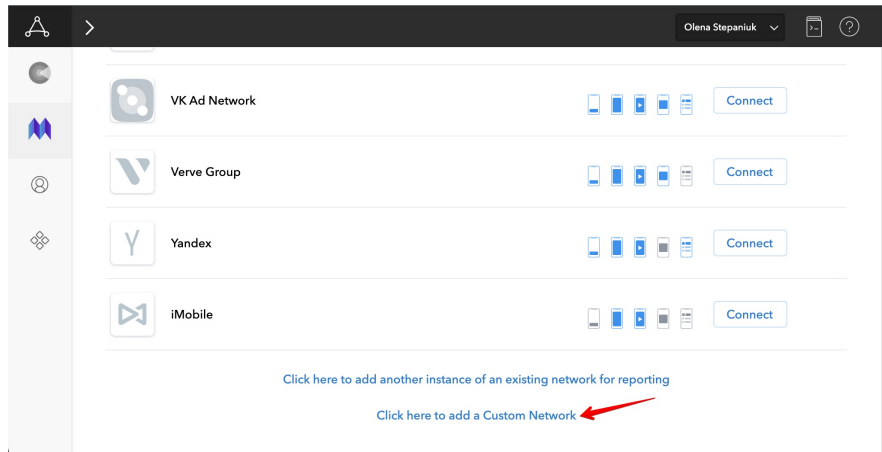 Olena Stepaniuk
VK Ad Network
Connect
Verve Group
Connect
Yandex
Connect
iMobile
Connect
Click here to add another instance of an existing network for reporting
Click here to add a Custom Network